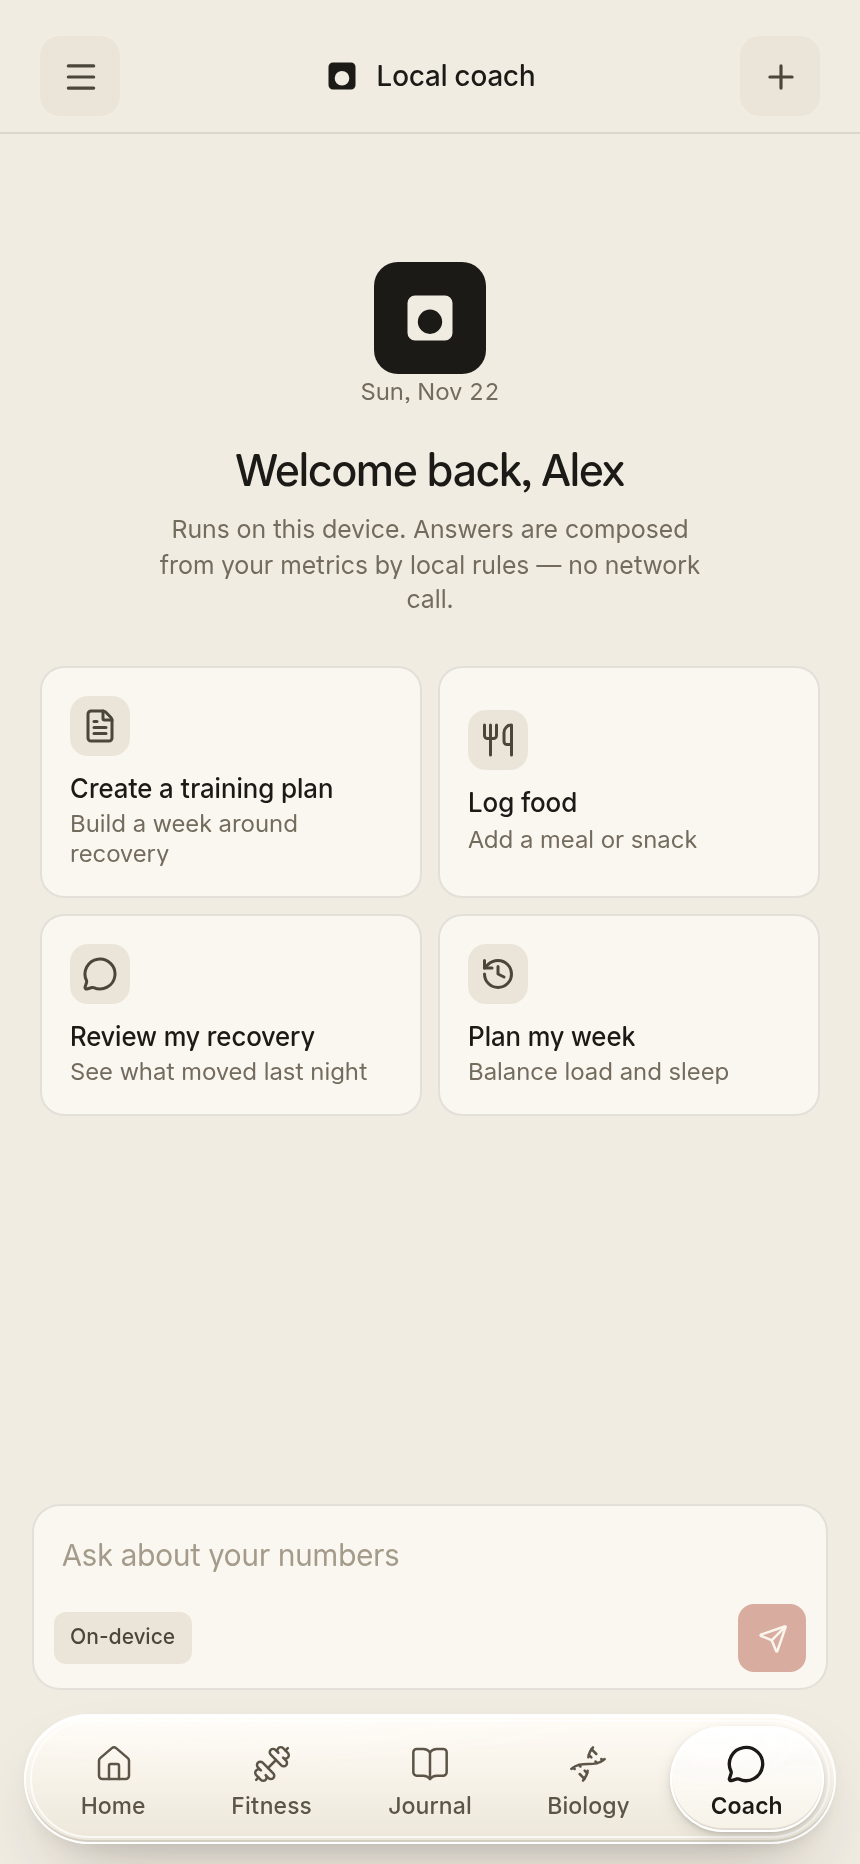 Local coach
Sun, Nov 22
Welcome back, Alex
Runs on this device. Answers are composed
from your metrics by local rules — no network
call.
Create a training plan
Build a week around
recovery
Log food
Add a meal or snack
Review my recovery
See what moved last night
Plan my week
Balance load and sleep
Ask about your numbers
On-device
Home
Fitness
Journal
Biology
Coach